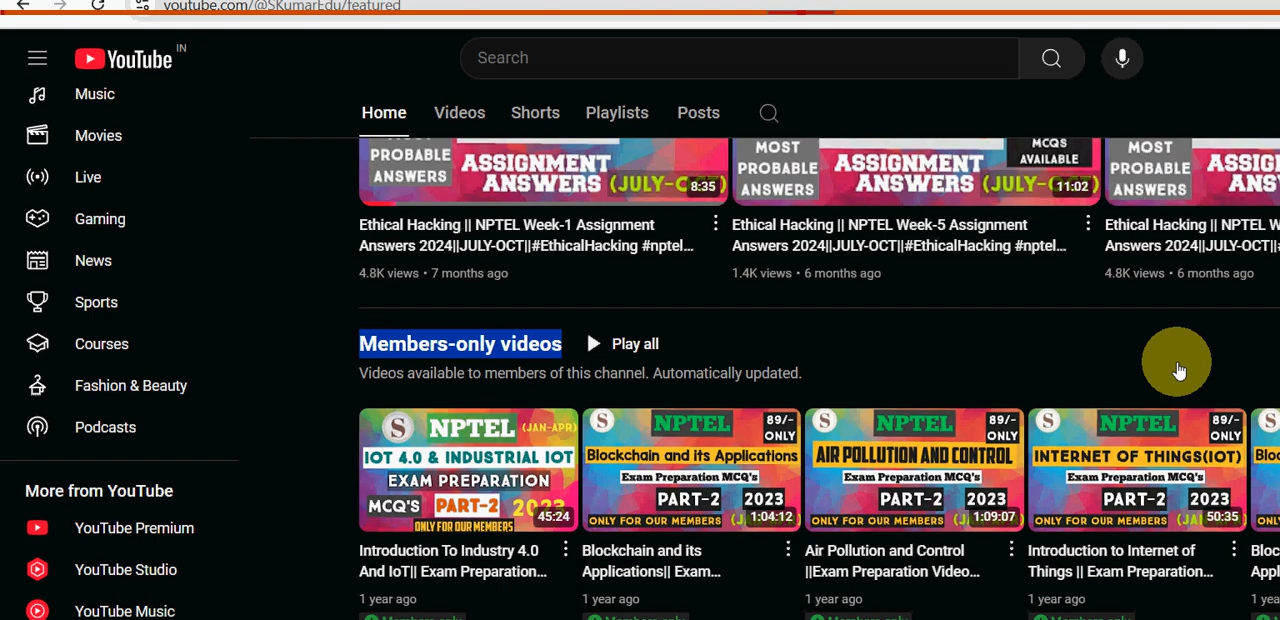 youtube.com/@SKumarEdu/featured
YouTube IN
Search
Music
Movies
Live
Gaming
News
Sports
Courses
Fashion & Beauty
Podcasts
More from YouTube
YouTube Premium
YouTube Studio
YouTube Music
Home Videos Shorts Playlists Posts
PROBABLE
ANSWERS
ASSIGNMENT
ANSWERS (JULY-
8:35
MOST
PROBABLE
ANSWERS
ASSIGNMENT
ANSWERS (JULY-
MCQS
AVAILABLE
11:02
MOST
PROBABLE
ANSWERS
Ethical Hacking || NPTEL Week-1 Assignment
Answers 2024||JULY-OCT||#EthicalHacking #nptel...
4.8K views • 7 months ago
Ethical Hacking || NPTEL Week-5 Assignment
Answers 2024||JULY-OCT||#EthicalHacking #nptel...
1.4K views • 6 months ago
Ethical Hacking || NPTEL
Answers 2024||JULY-OCT||
4.8K views • 6 months ago
Members-only videos Play all
Videos available to members of this channel. Automatically updated.
S NPTEL (JAN-APR)
IOT 4.0 & INDUSTRIAL IOT
EXAM PREPARATION
MCQ'S PART-2
ONLY FOR OUR MEMBERS
45:24
S NPTEL 89/- ONLY
Blockchain and its Applications
Exam Preparation MCQ's
PART-2 2023
ONLY FOR OUR MEMBERS
1:04:12
S NPTEL 89/- ONLY
AIR POLLUTION AND CONTROL
Exam Preparation MCQ's
PART-2 2023
ONLY FOR OUR MEMBERS
1:09:07
S NPTEL 89/- ONLY
INTERNET OF THINGS(IOT)
Exam Preparation MCQ's
PART-2 2023
ONLY FOR OUR MEMBERS
50:35
Introduction To Industry 4.0
And IoT|| Exam Preparation...
1 year ago
Members only
Blockchain and its
Applications|| Exam...
1 year ago
Members only
Air Pollution and Control
||Exam Preparation Video...
1 year ago
Members only
Introduction to Internet of
Things || Exam Preparation...
1 year ago
Members only